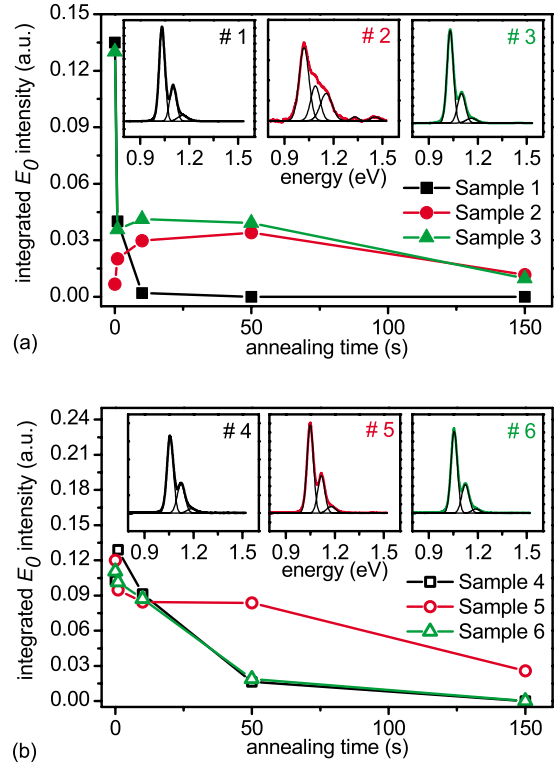 0.15
0.12
0.09
0.06
0.03
0.00
integrated E0 intensity (a.u.)
# 1
# 2
# 3
0.9 1.2 1.5
0.9 1.2 1.5
0.9 1.2 1.5
energy (eV)
Sample 1
Sample 2
Sample 3
0 50 100 150
annealing time (s)
(a)
0.24
0.21
0.18
0.15
0.12
0.09
0.06
0.03
0.00
integrated E0 intensity (a.u.)
# 4
# 5
# 6
0.9 1.2 1.5
0.9 1.2 1.5
0.9 1.2 1.5
energy (eV)
Sample 4
Sample 5
Sample 6
0 50 100 150
annealing time (s)
(b)